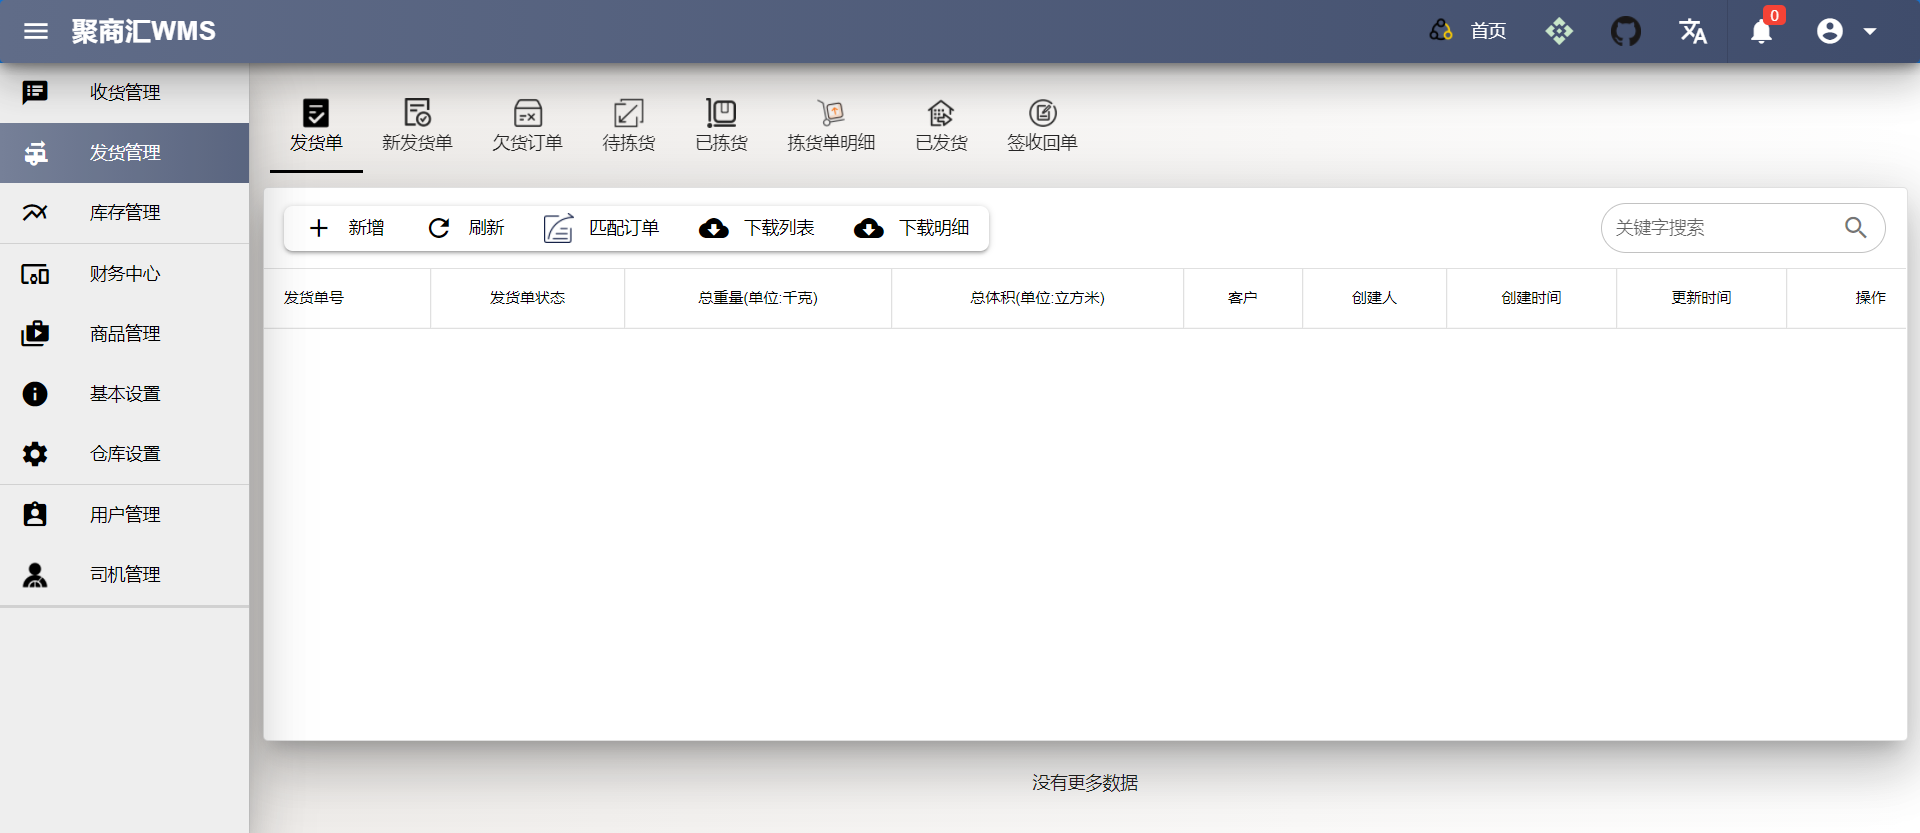 聚商汇WMS
首页
0
收货管理
发货管理
库存管理
财务中心
商品管理
基本设置
仓库设置
用户管理
司机管理
发货单
新发货单
欠货订单
待拣货
已拣货
拣货单明细
已发货
签收回单
新增
刷新
匹配订单
下载列表
下载明细
关键字搜索
发货单号
发货单状态
总重量(单位:千克)
总体积(单位:立方米)
客户
创建人
创建时间
更新时间
操作
没有更多数据